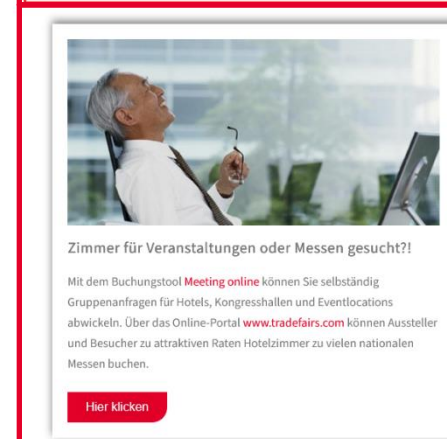 Zimmer für Veranstaltungen oder Messen gesucht?!
Mit dem Buchungstool Meeting online können Sie selbständig
Gruppenanfragen für Hotels, Kongresshallen und Eventlocations
abwickeln. Über das Online-Portal www.tradefairs.com können Aussteller
und Besucher zu attraktiven Raten Hotelzimmer zu vielen nationalen
Messen buchen.
Hier klicken